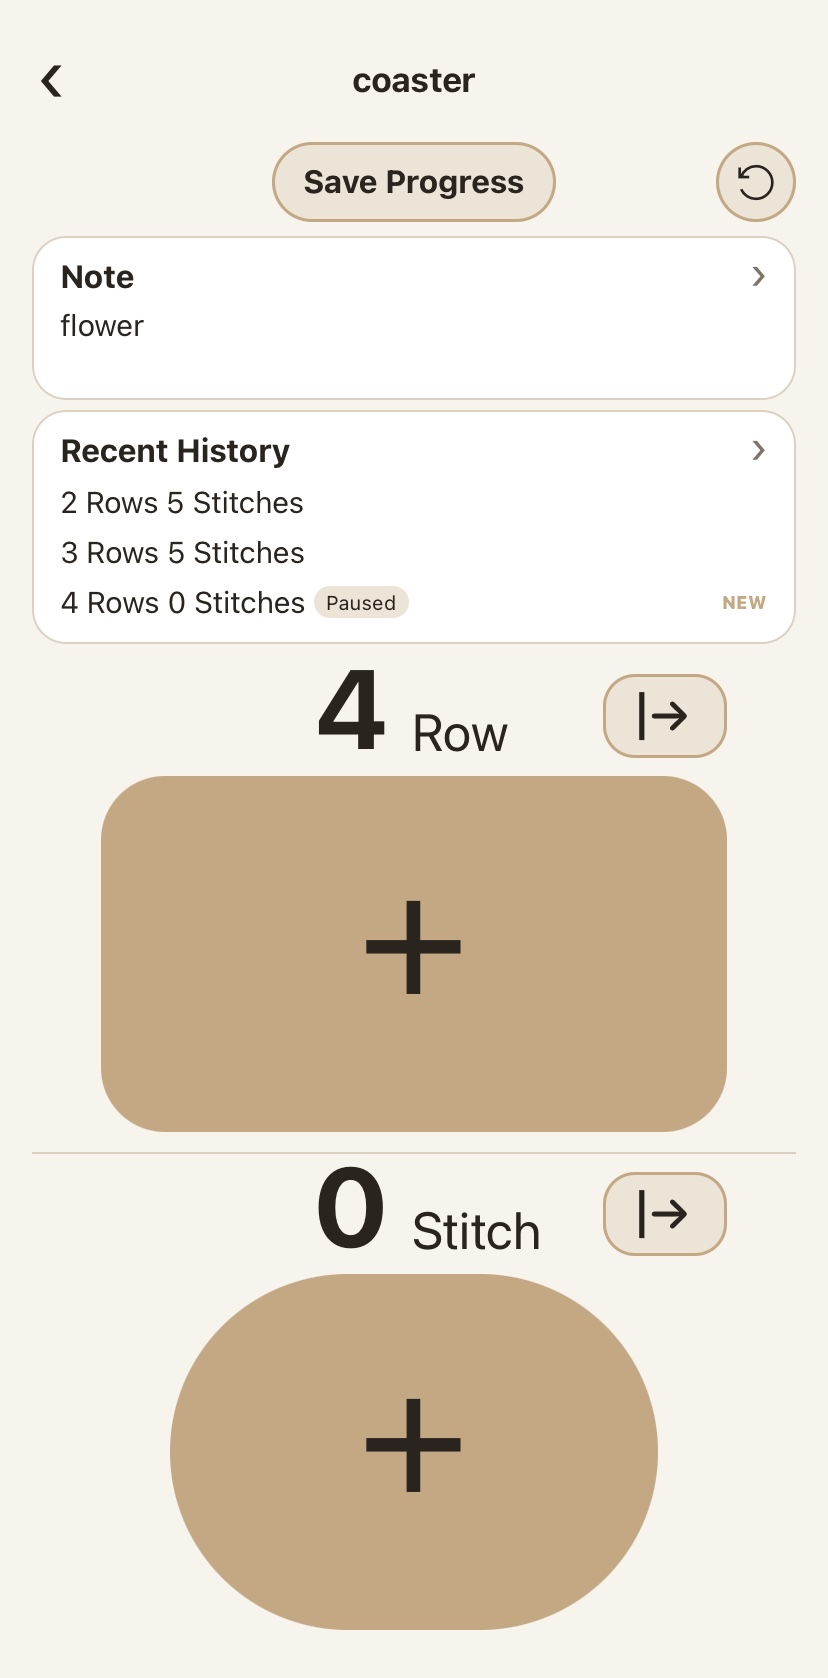 coaster
Save Progress
Note
flower
Recent History
2 Rows 5 Stitches
3 Rows 5 Stitches
4 Rows 0 Stitches Paused NEW
4 Row
0 Stitch